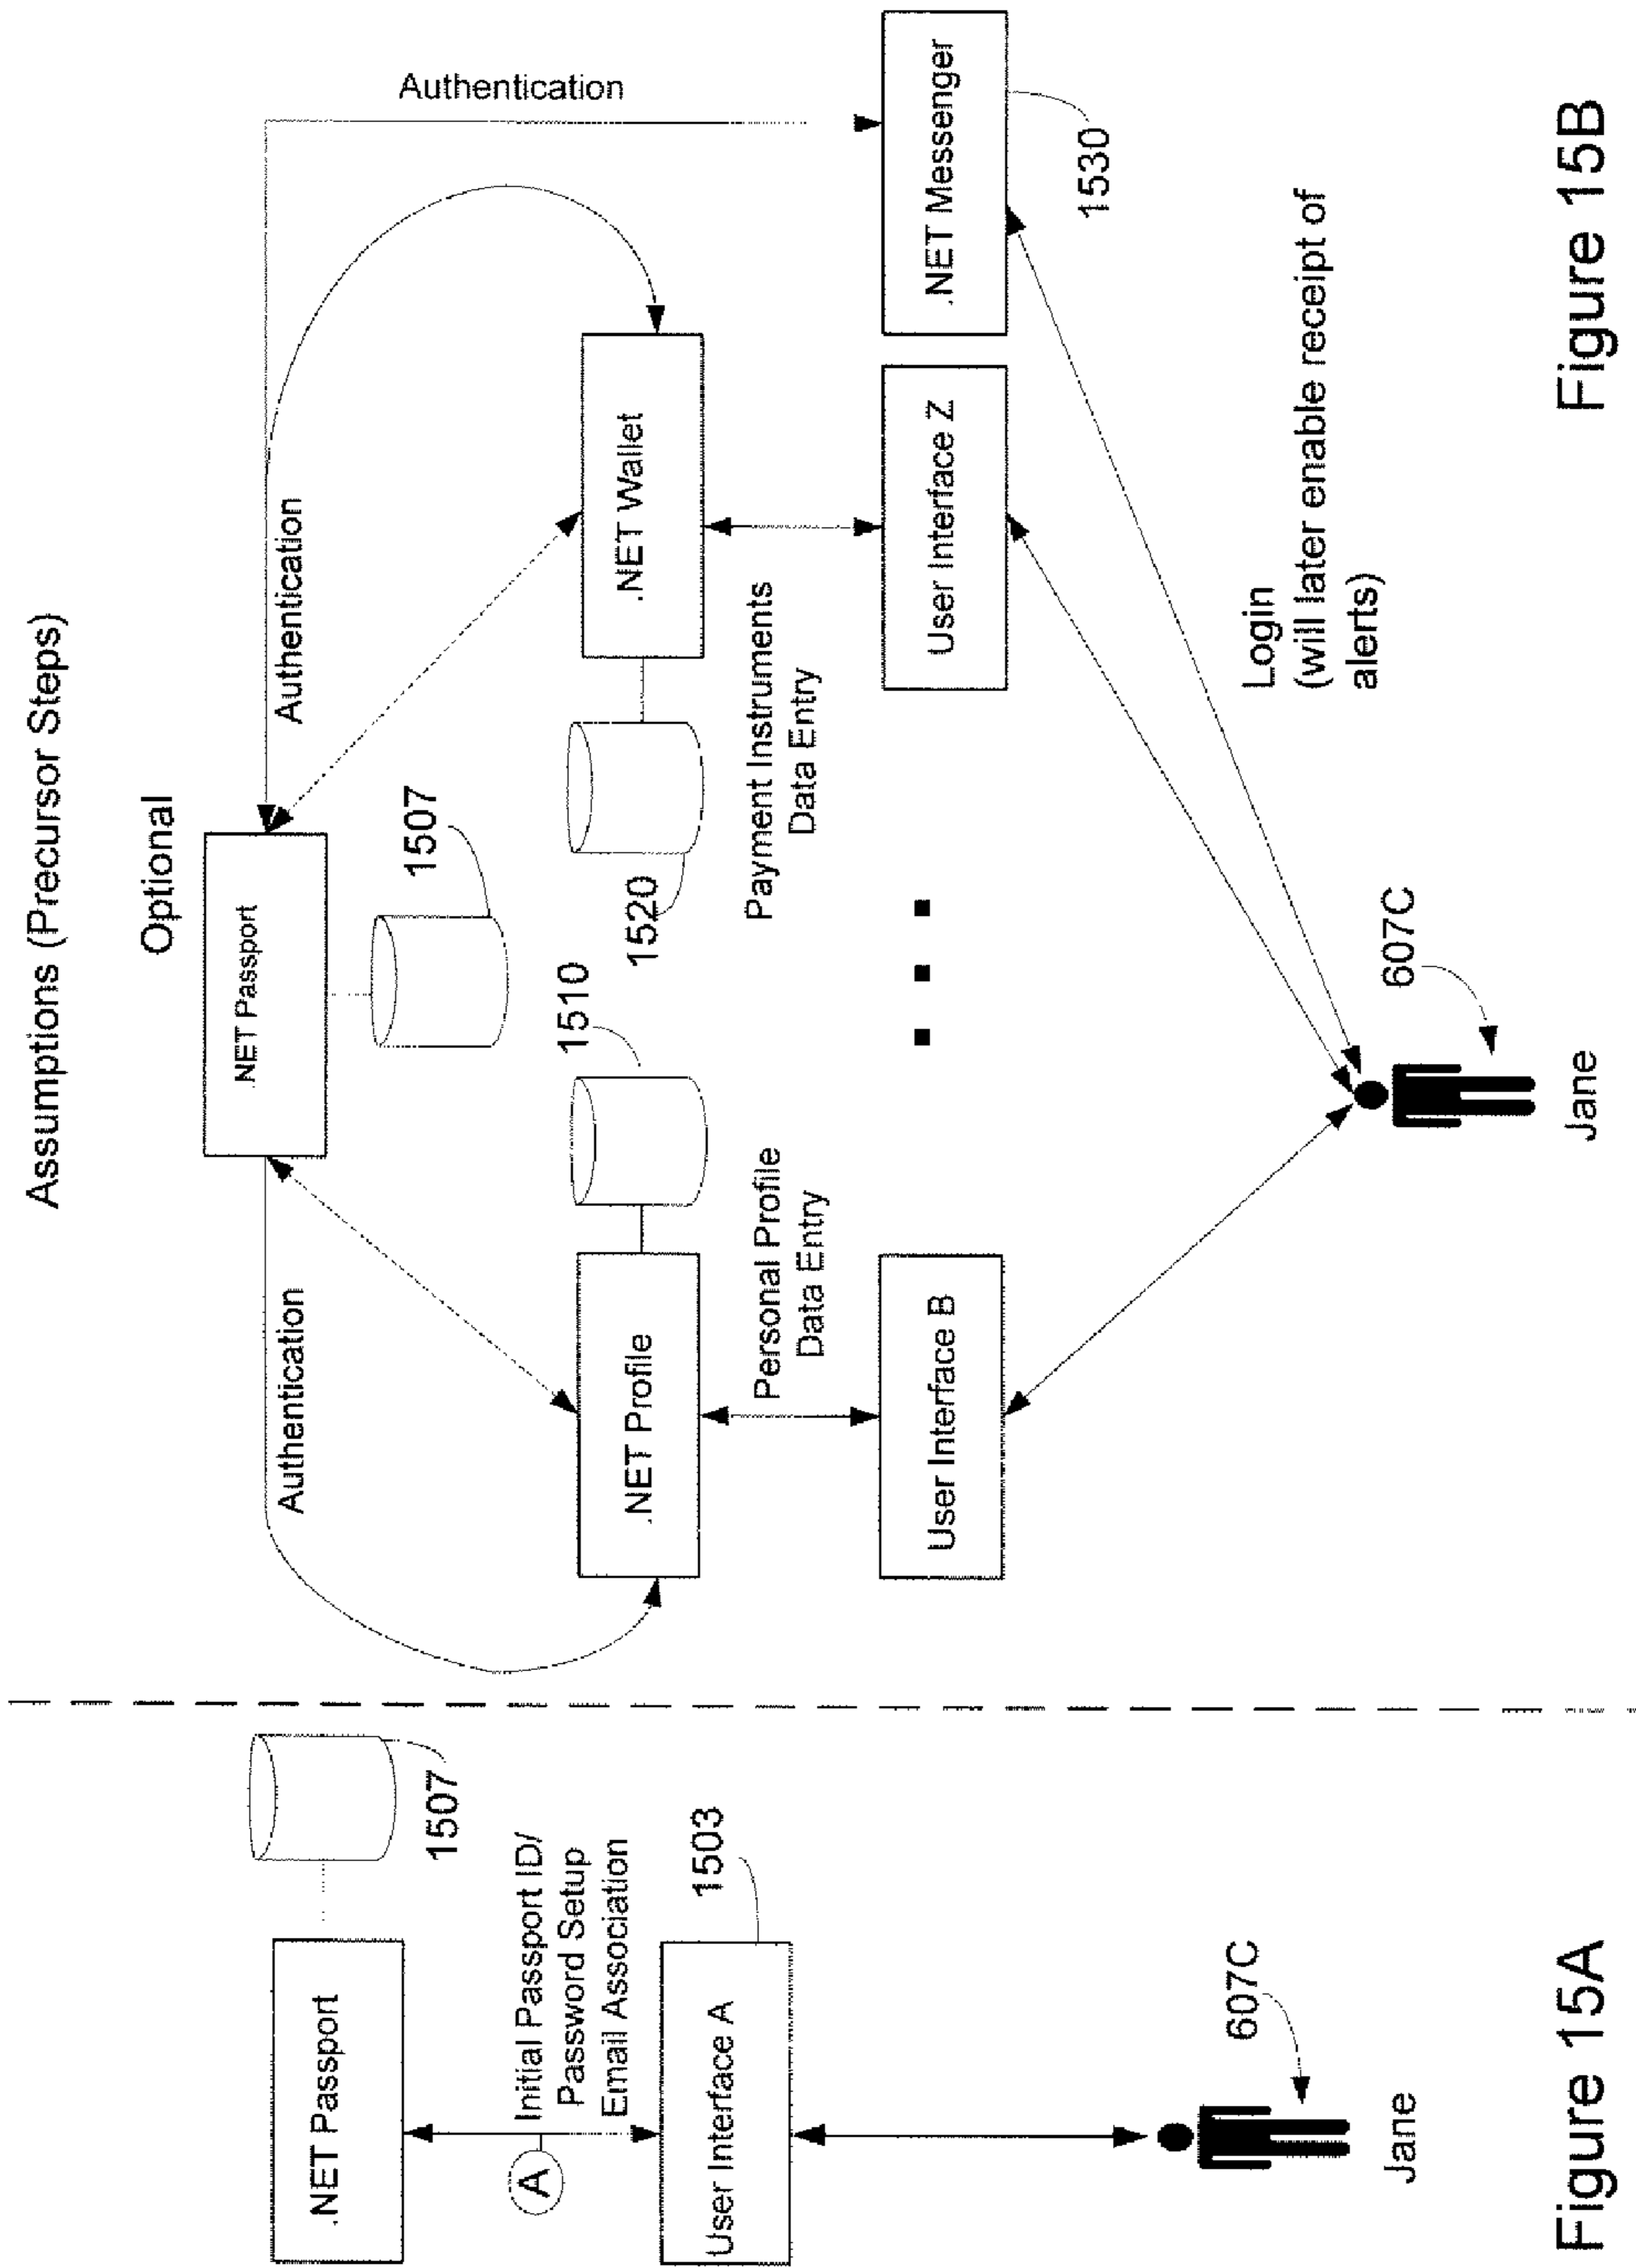 Assumptions (Precursor Steps)
.NET Passport
1507
A
Initial Passport ID/
Password Setup
Email Association
User Interface A
1503
607C
Jane
Figure 15A
Optional
.NET Passport
1507
Authentication
Authentication
Authentication
.NET Profile
1510
1520
.NET Wallet
Personal Profile
Data Entry
Payment Instruments
Data Entry
User Interface B
User Interface Z
.NET Messenger
1530
Login
(will later enable receipt of
alerts)
607C
Jane
Figure 15B